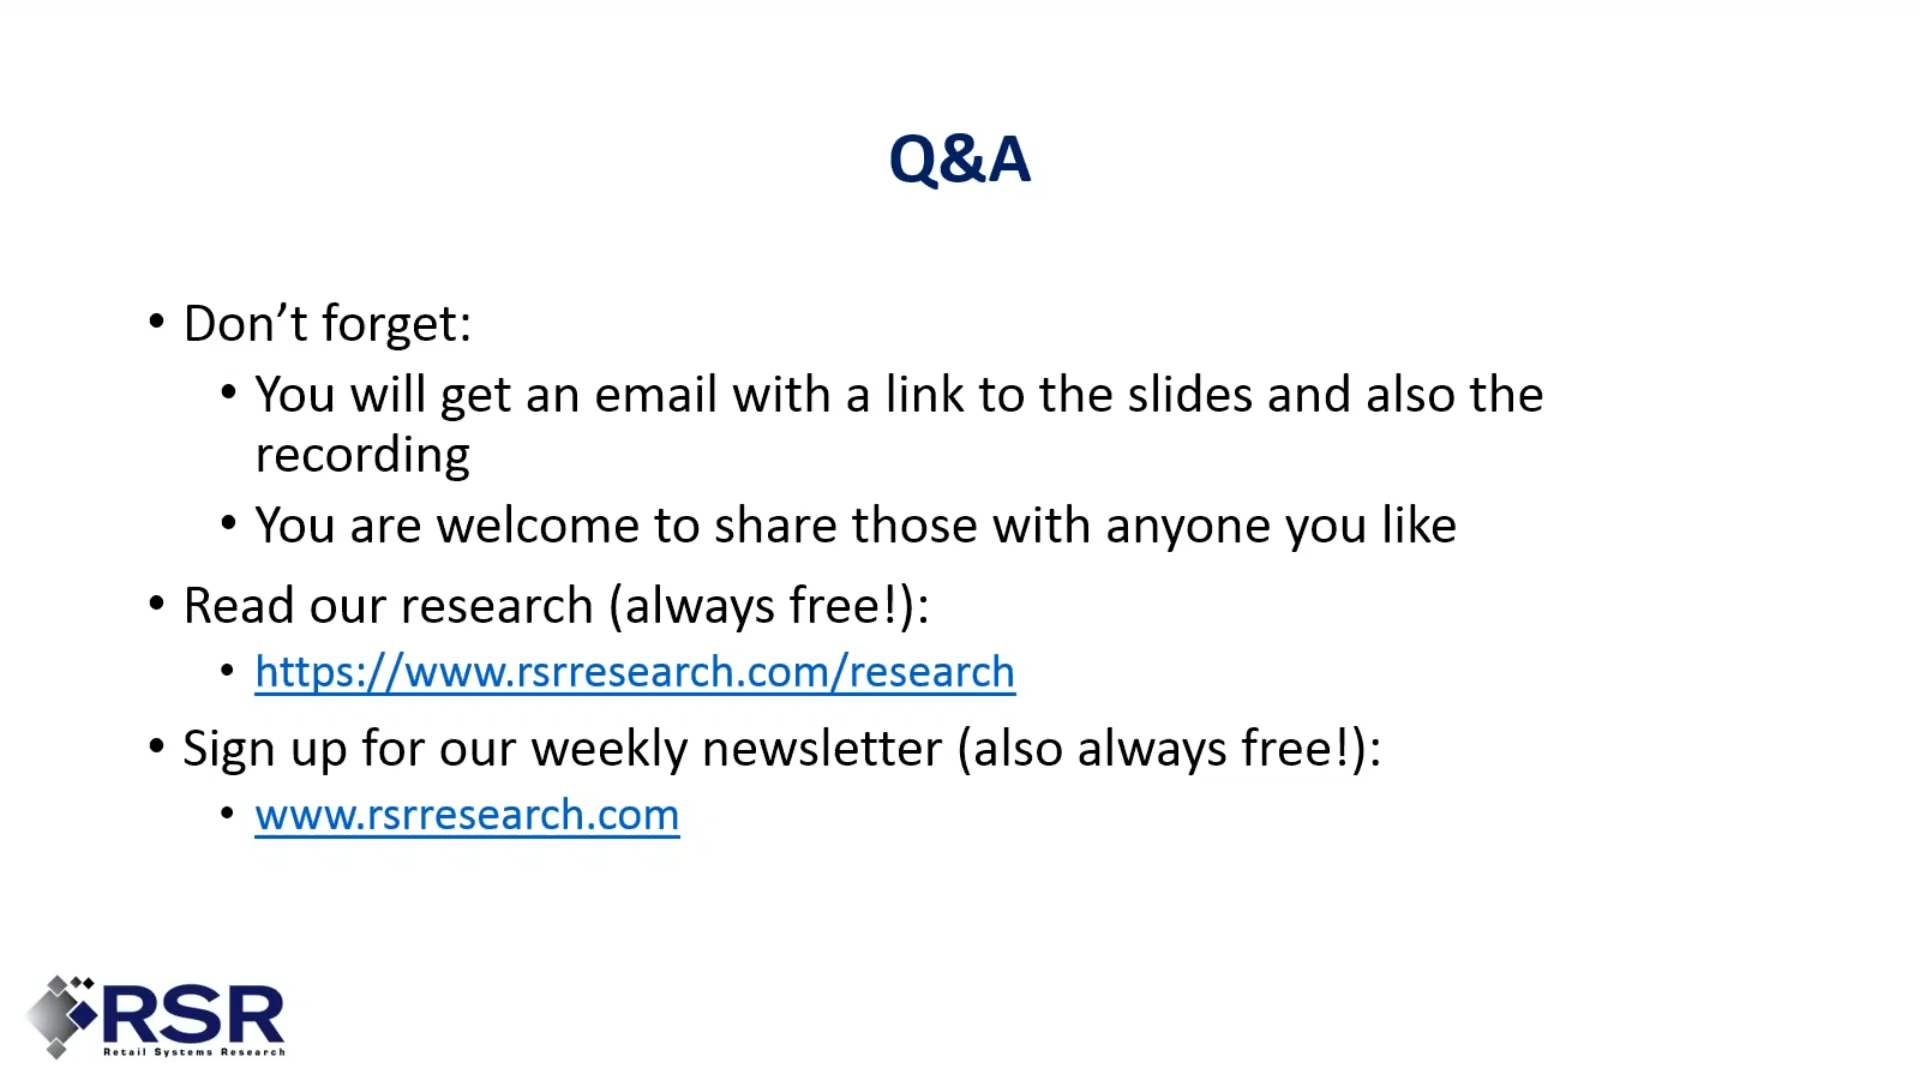 Q&A
• Don’t forget:
• You will get an email with a link to the slides and also the
recording
• You are welcome to share those with anyone you like
• Read our research (always free!):
• https://www.rsrresearch.com/research
• Sign up for our weekly newsletter (also always free!):
• www.rsrresearch.com
RSR
Retail Systems Research